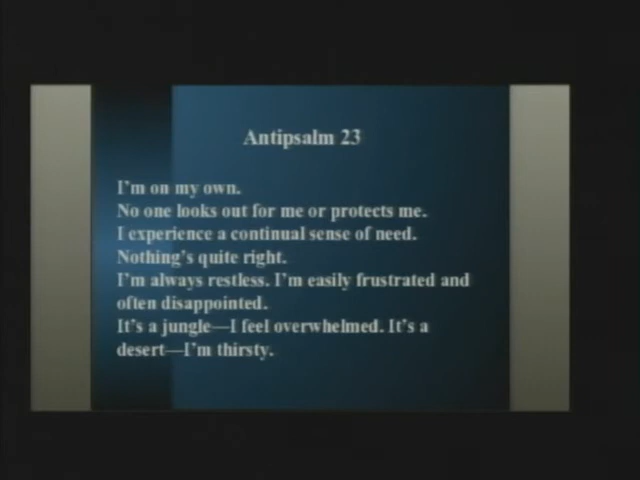 Antipsalm 23
I'm on my own.
No one looks out for me or protects me.
I experience a continual sense of need.
Nothing's quite right.
I'm always restless. I'm easily frustrated and
often disappointed.
It's a jungle—I feel overwhelmed. It's a
desert—I'm thirsty.